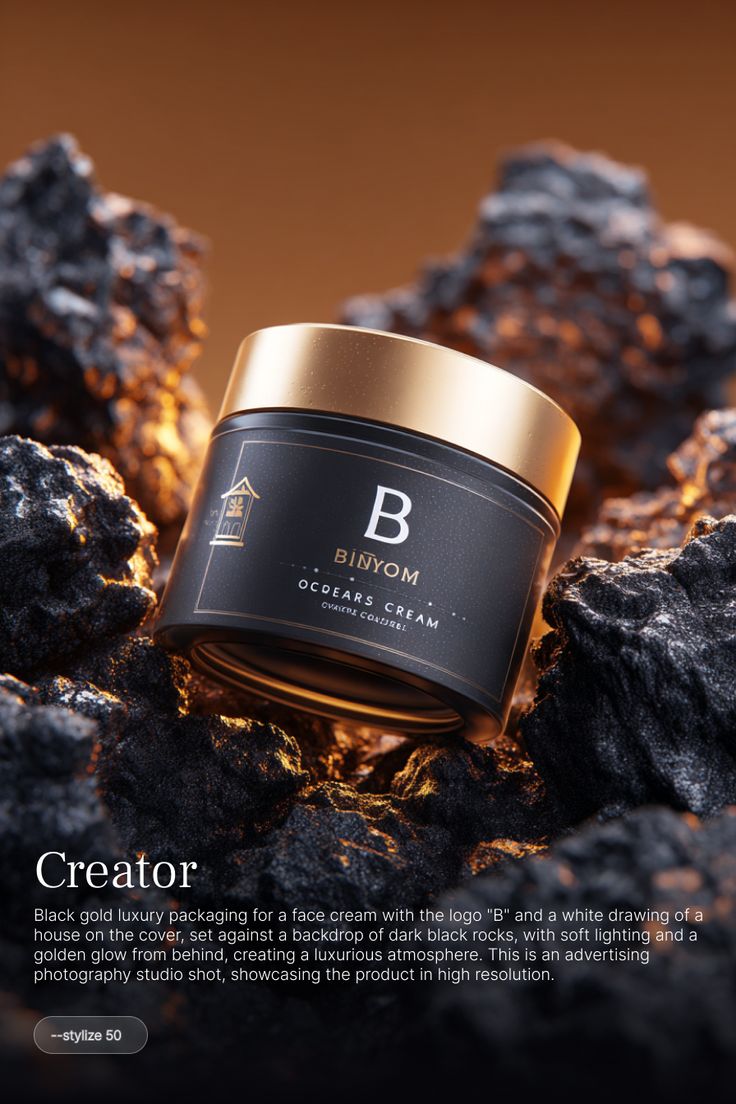 B
BINYOM
OCDEARS CREAM
Creator
Black gold luxury packaging for a face cream with the logo "B" and a white drawing of a
house on the cover, set against a backdrop of dark black rocks, with soft lighting and a
golden glow from behind, creating a luxurious atmosphere. This is an advertising
photography studio shot, showcasing the product in high resolution.
--stylize 50